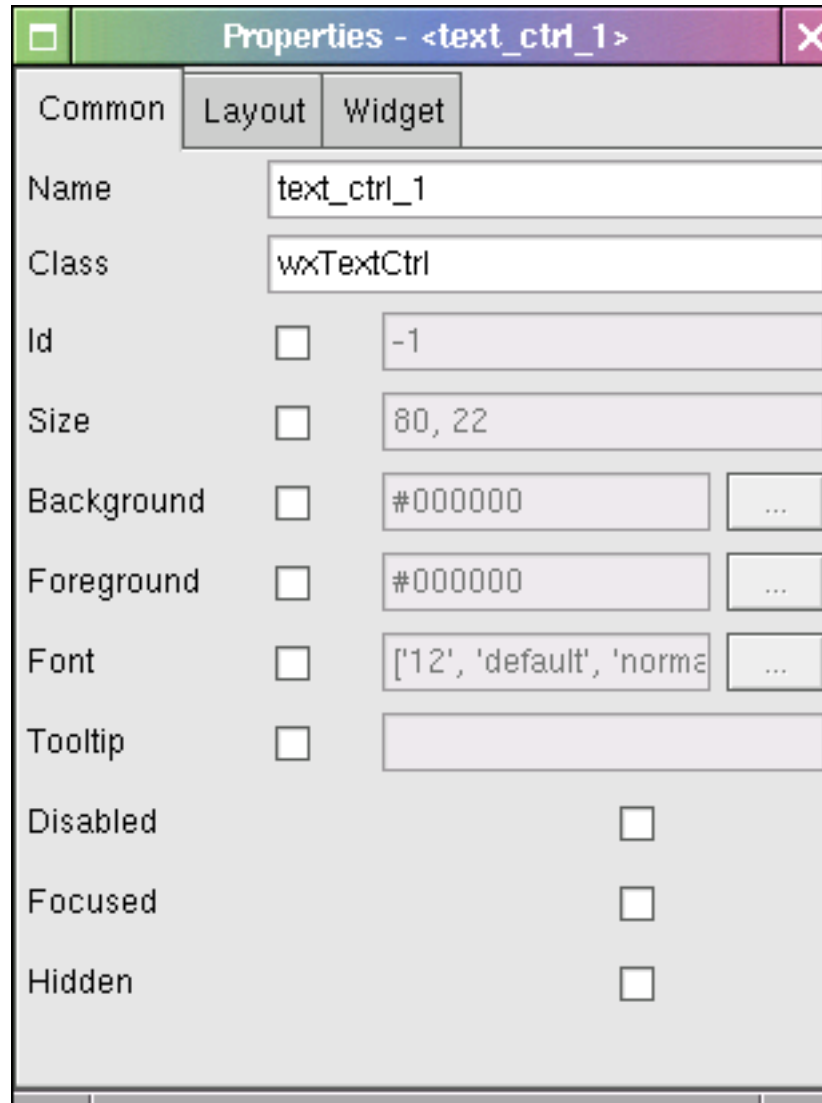 Properties - <text_ctrl_1>
Common Layout Widget
Name text_ctrl_1
Class wxTextCtrl
Id -1
Size 80, 22
Background #000000 ...
Foreground #000000 ...
Font ['12', 'default', 'norma ...
Tooltip
Disabled
Focused
Hidden